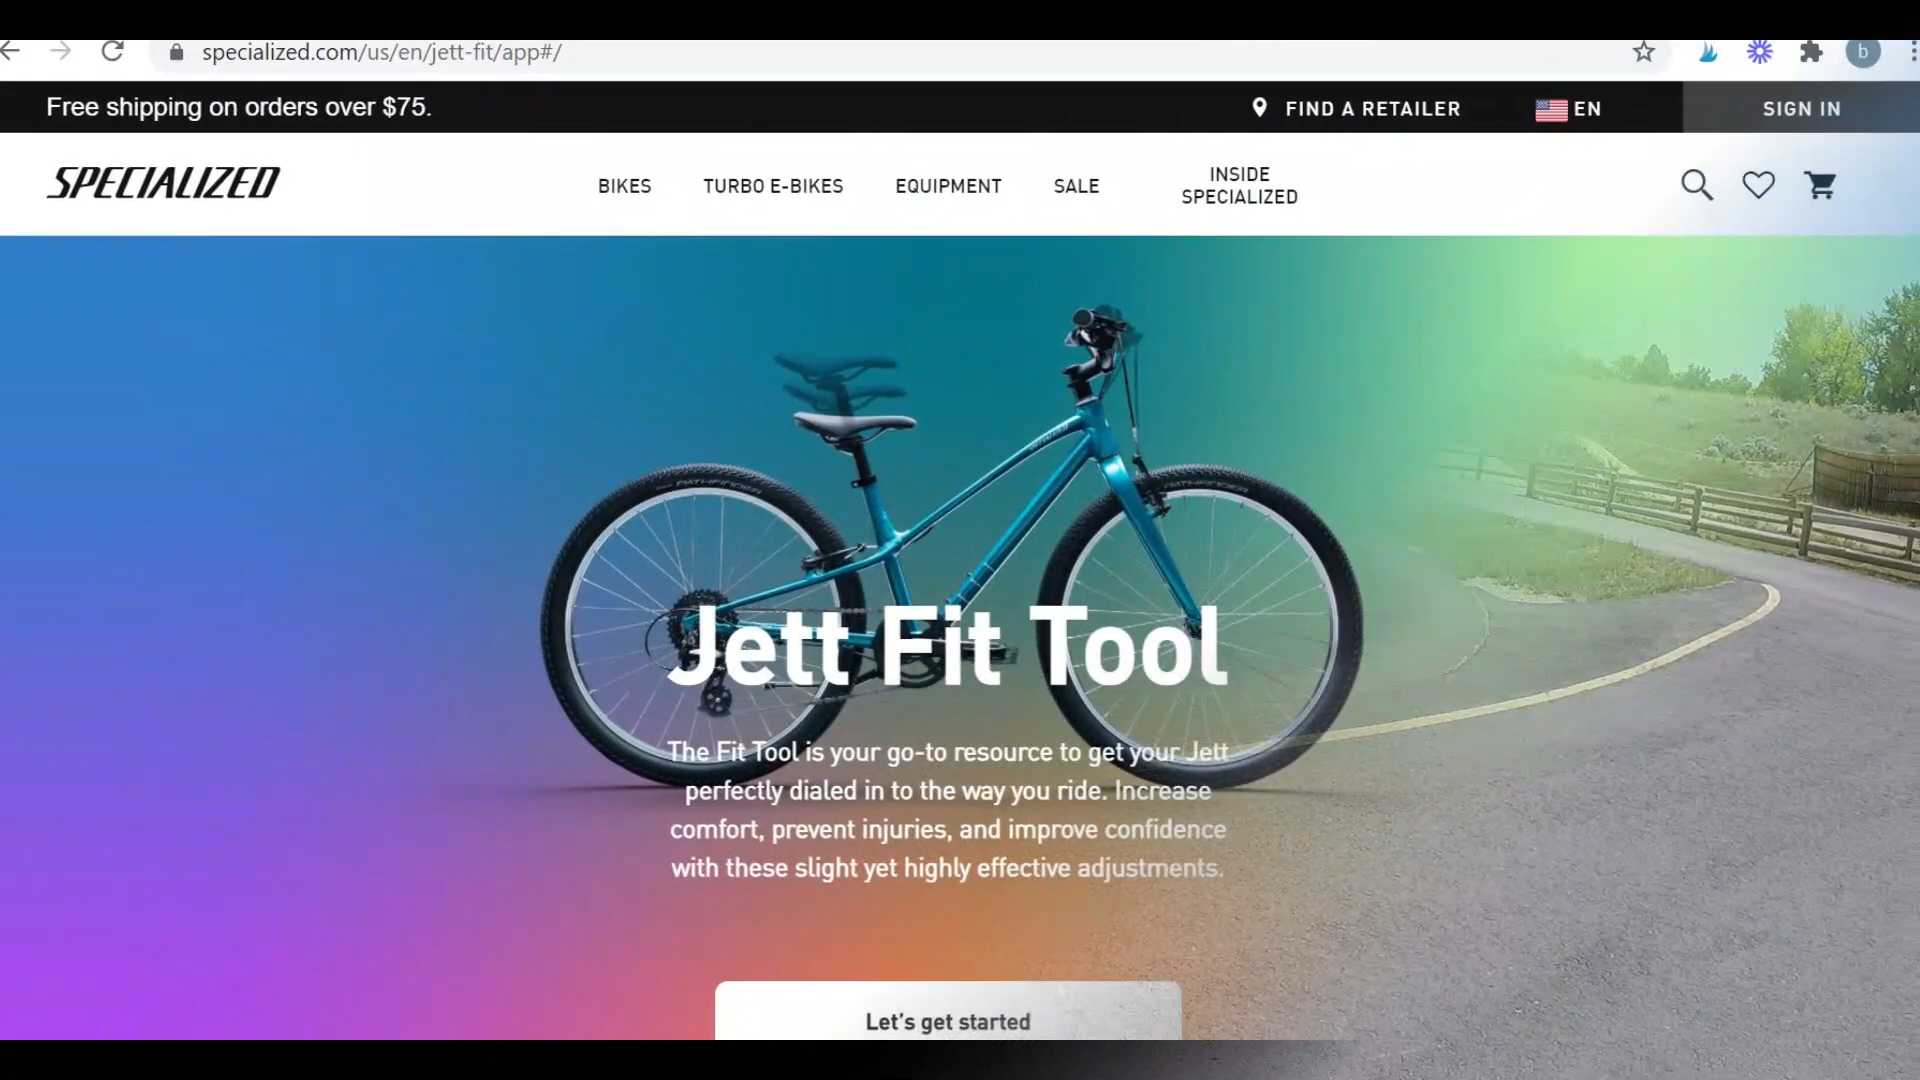 specialized.com/us/en/jett-fit/app#/
b
Free shipping on orders over $75.
FIND A RETAILER
EN
SIGN IN
SPECIALIZED
BIKES
TURBO E-BIKES
EQUIPMENT
SALE
INSIDE
SPECIALIZED
PATHFINDER
PATHFINDER
Jett Fit Tool
The Fit Tool is your go-to resource to get your Jett
perfectly dialed in to the way you ride. Increase
comfort, prevent injuries, and improve confidence
with these slight yet highly effective adjustments.
Let's get started